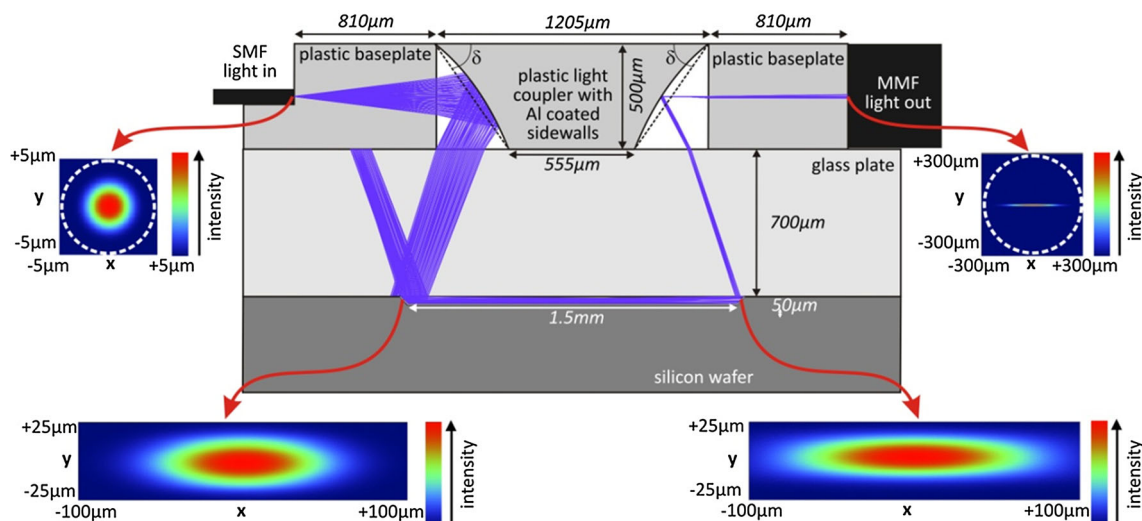 810µm
1205µm
810µm
SMF
light in
plastic baseplate
δ
δ
plastic baseplate
MMF
light out
plastic light
coupler with
Al coated
sidewalls
500µm
555µm
glass plate
+5µm
y
-5µm
-5µm
x
+5µm
intensity
700µm
+300µm
y
-300µm
-300µm
x
+300µm
intensity
50µm
1.5mm
silicon wafer
+25µm
y
-25µm
-100µm
x
+100µm
intensity
+25µm
y
-25µm
-100µm
x
+100µm
intensity